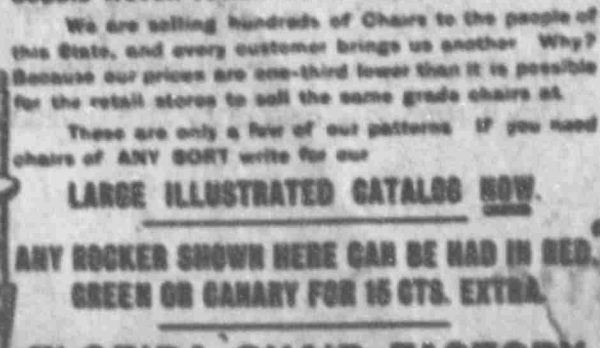 We are selling hundreds of Chairs to the people of
this State, and every customer brings us another Why?
Because our prices are one-third lower than it is possible
for the retail stores to sell the same grade chairs at
These are only a few of our patterns If you need
chairs of ANY SORT write for our
LARGE ILLUSTRATED CATALOG NOW.
ANY ROCKER SHOWN HERE CAN BE HAD IN RED,
GREEN OR CANARY FOR 15 CTS. EXTRA.